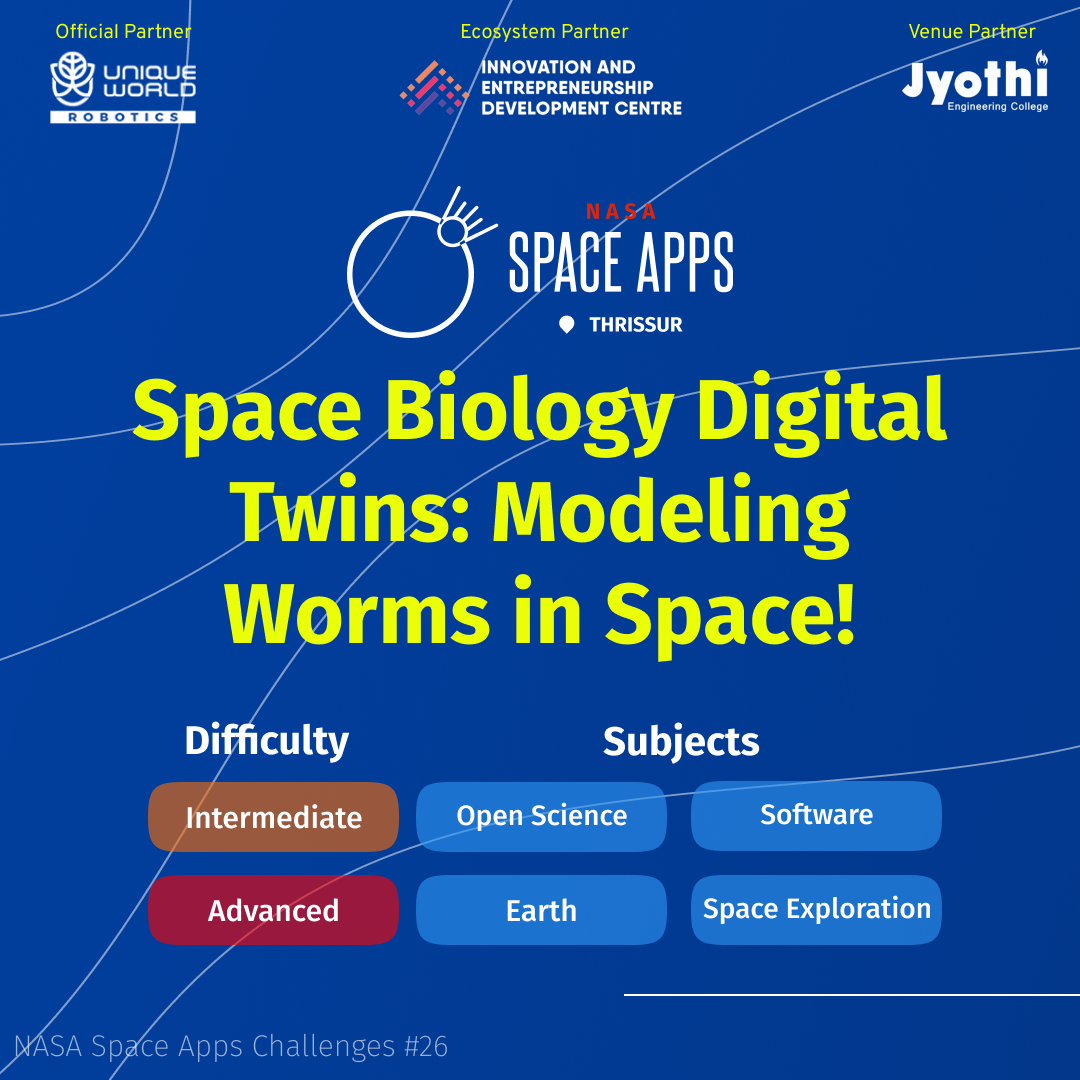 Official Partner
UNIQUE
WORLD
ROBOTICS
Ecosystem Partner
INNOVATION AND
ENTREPRENEURSHIP
DEVELOPMENT CENTRE
Venue Partner
Jyothi
Engineering College
NASA
SPACE APPS
THRISSUR
Space Biology Digital
Twins: Modeling
Worms in Space!
Difficulty
Intermediate
Advanced
Subjects
Open Science
Software
Earth
Space Exploration
NASA Space Apps Challenges #26